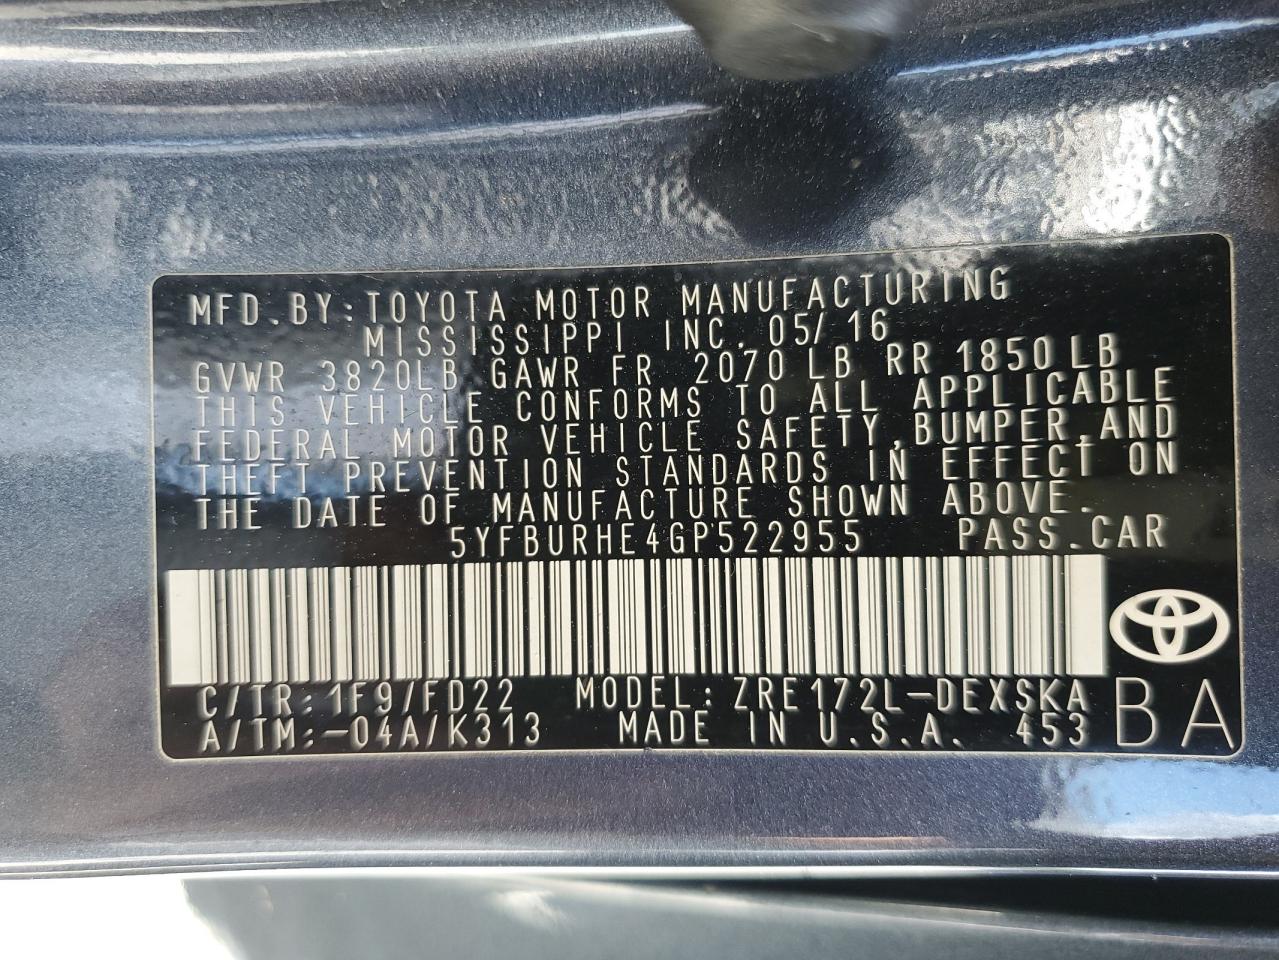 MFD.BY:TOYOTA MOTOR MANUFACTURING
MISSISSIPPI INC. 05/16
GVWR 3820LB GAWR FR 2070 LB RR 1850 LB
THIS VEHICLE CONFORMS TO ALL APPLICABLE
FEDERAL MOTOR VEHICLE SAFETY,BUMPER,AND
THEFT PREVENTION STANDARDS IN EFFECT ON
THE DATE OF MANUFACTURE SHOWN ABOVE.
5YFBURHE4GP522955 PASS.CAR
C/TR:1F9/FD22 MODEL:ZRE172L-DEXSKA
A/TM:-04A/K313 MADE IN U.S.A. 453
BA